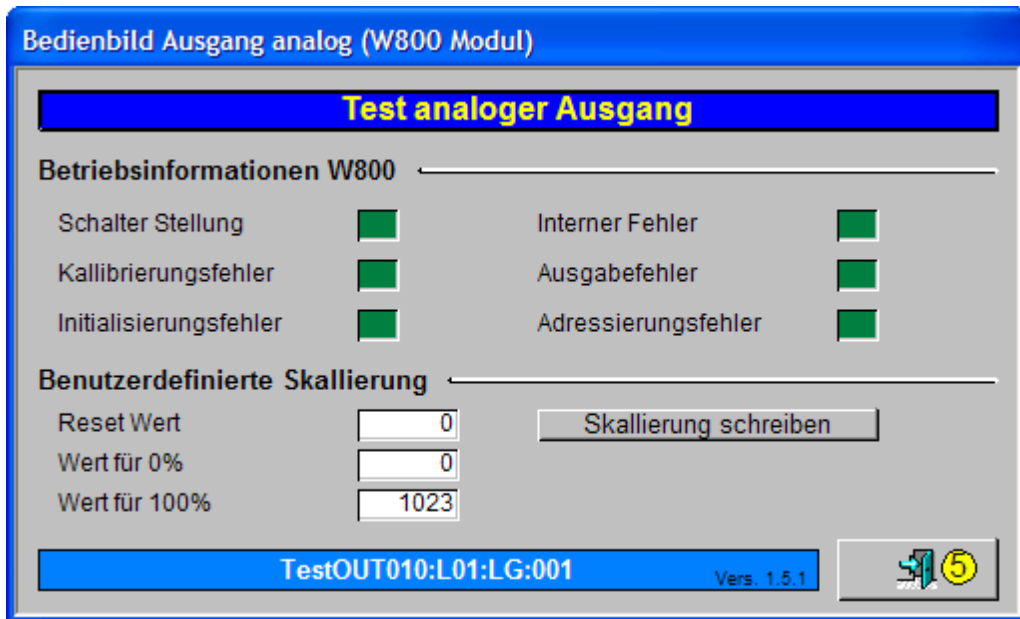 Bedienbild Ausgang analog (W800 Modul)
Test analoger Ausgang
Betriebsinformationen W800
Schalter Stellung
Interner Fehler
Kallibrierungsfehler
Ausgabefehler
Initialisierungsfehler
Adressierungsfehler
Benutzerdefinierte Skallierung
Reset Wert 0
Skallierung schreiben
Wert für 0% 0
Wert für 100% 1023
TestOUT010:L01:LG:001
Vers. 1.5.1
5